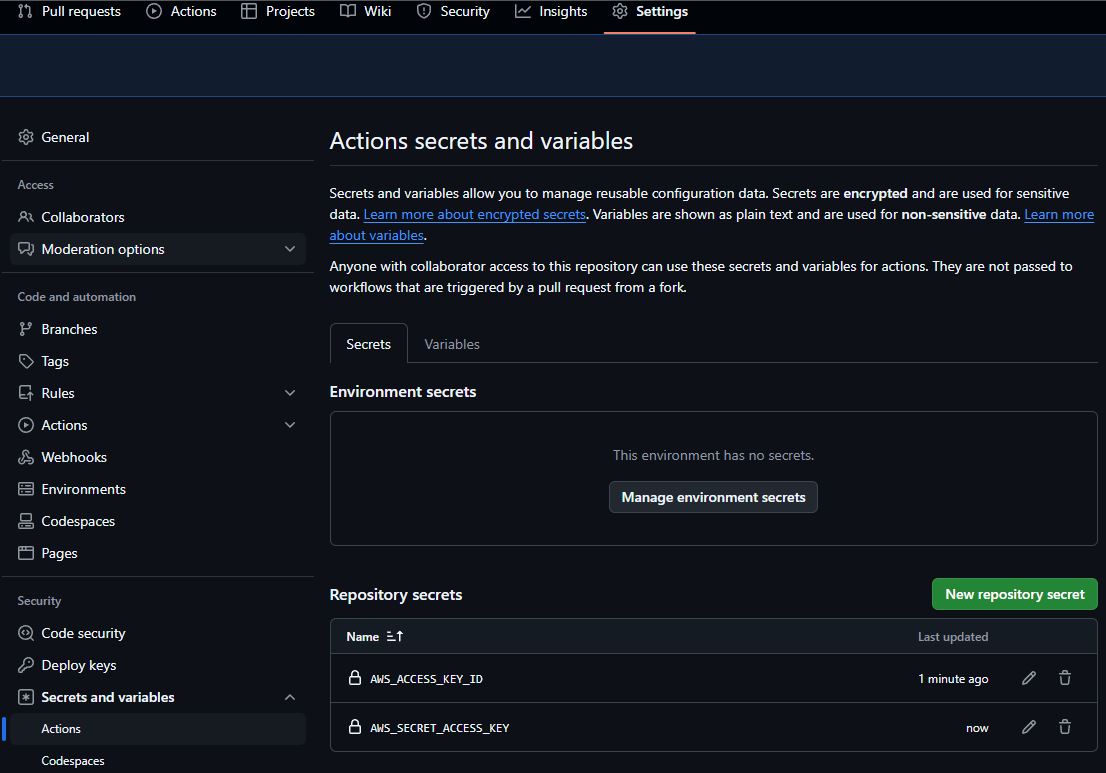 Pull requests Actions Projects Wiki Security Insights Settings
General
Access
Collaborators
Moderation options
Code and automation
Branches
Tags
Rules
Actions
Webhooks
Environments
Codespaces
Pages
Security
Code security
Deploy keys
Secrets and variables
Actions
Codespaces
Actions secrets and variables
Secrets and variables allow you to manage reusable configuration data. Secrets are encrypted and are used for sensitive
data. Learn more about encrypted secrets. Variables are shown as plain text and are used for non-sensitive data. Learn more
about variables.
Anyone with collaborator access to this repository can use these secrets and variables for actions. They are not passed to
workflows that are triggered by a pull request from a fork.
Secrets Variables
Environment secrets
This environment has no secrets.
Manage environment secrets
Repository secrets New repository secret
Name Last updated
AWS_ACCESS_KEY_ID 1 minute ago
AWS_SECRET_ACCESS_KEY now